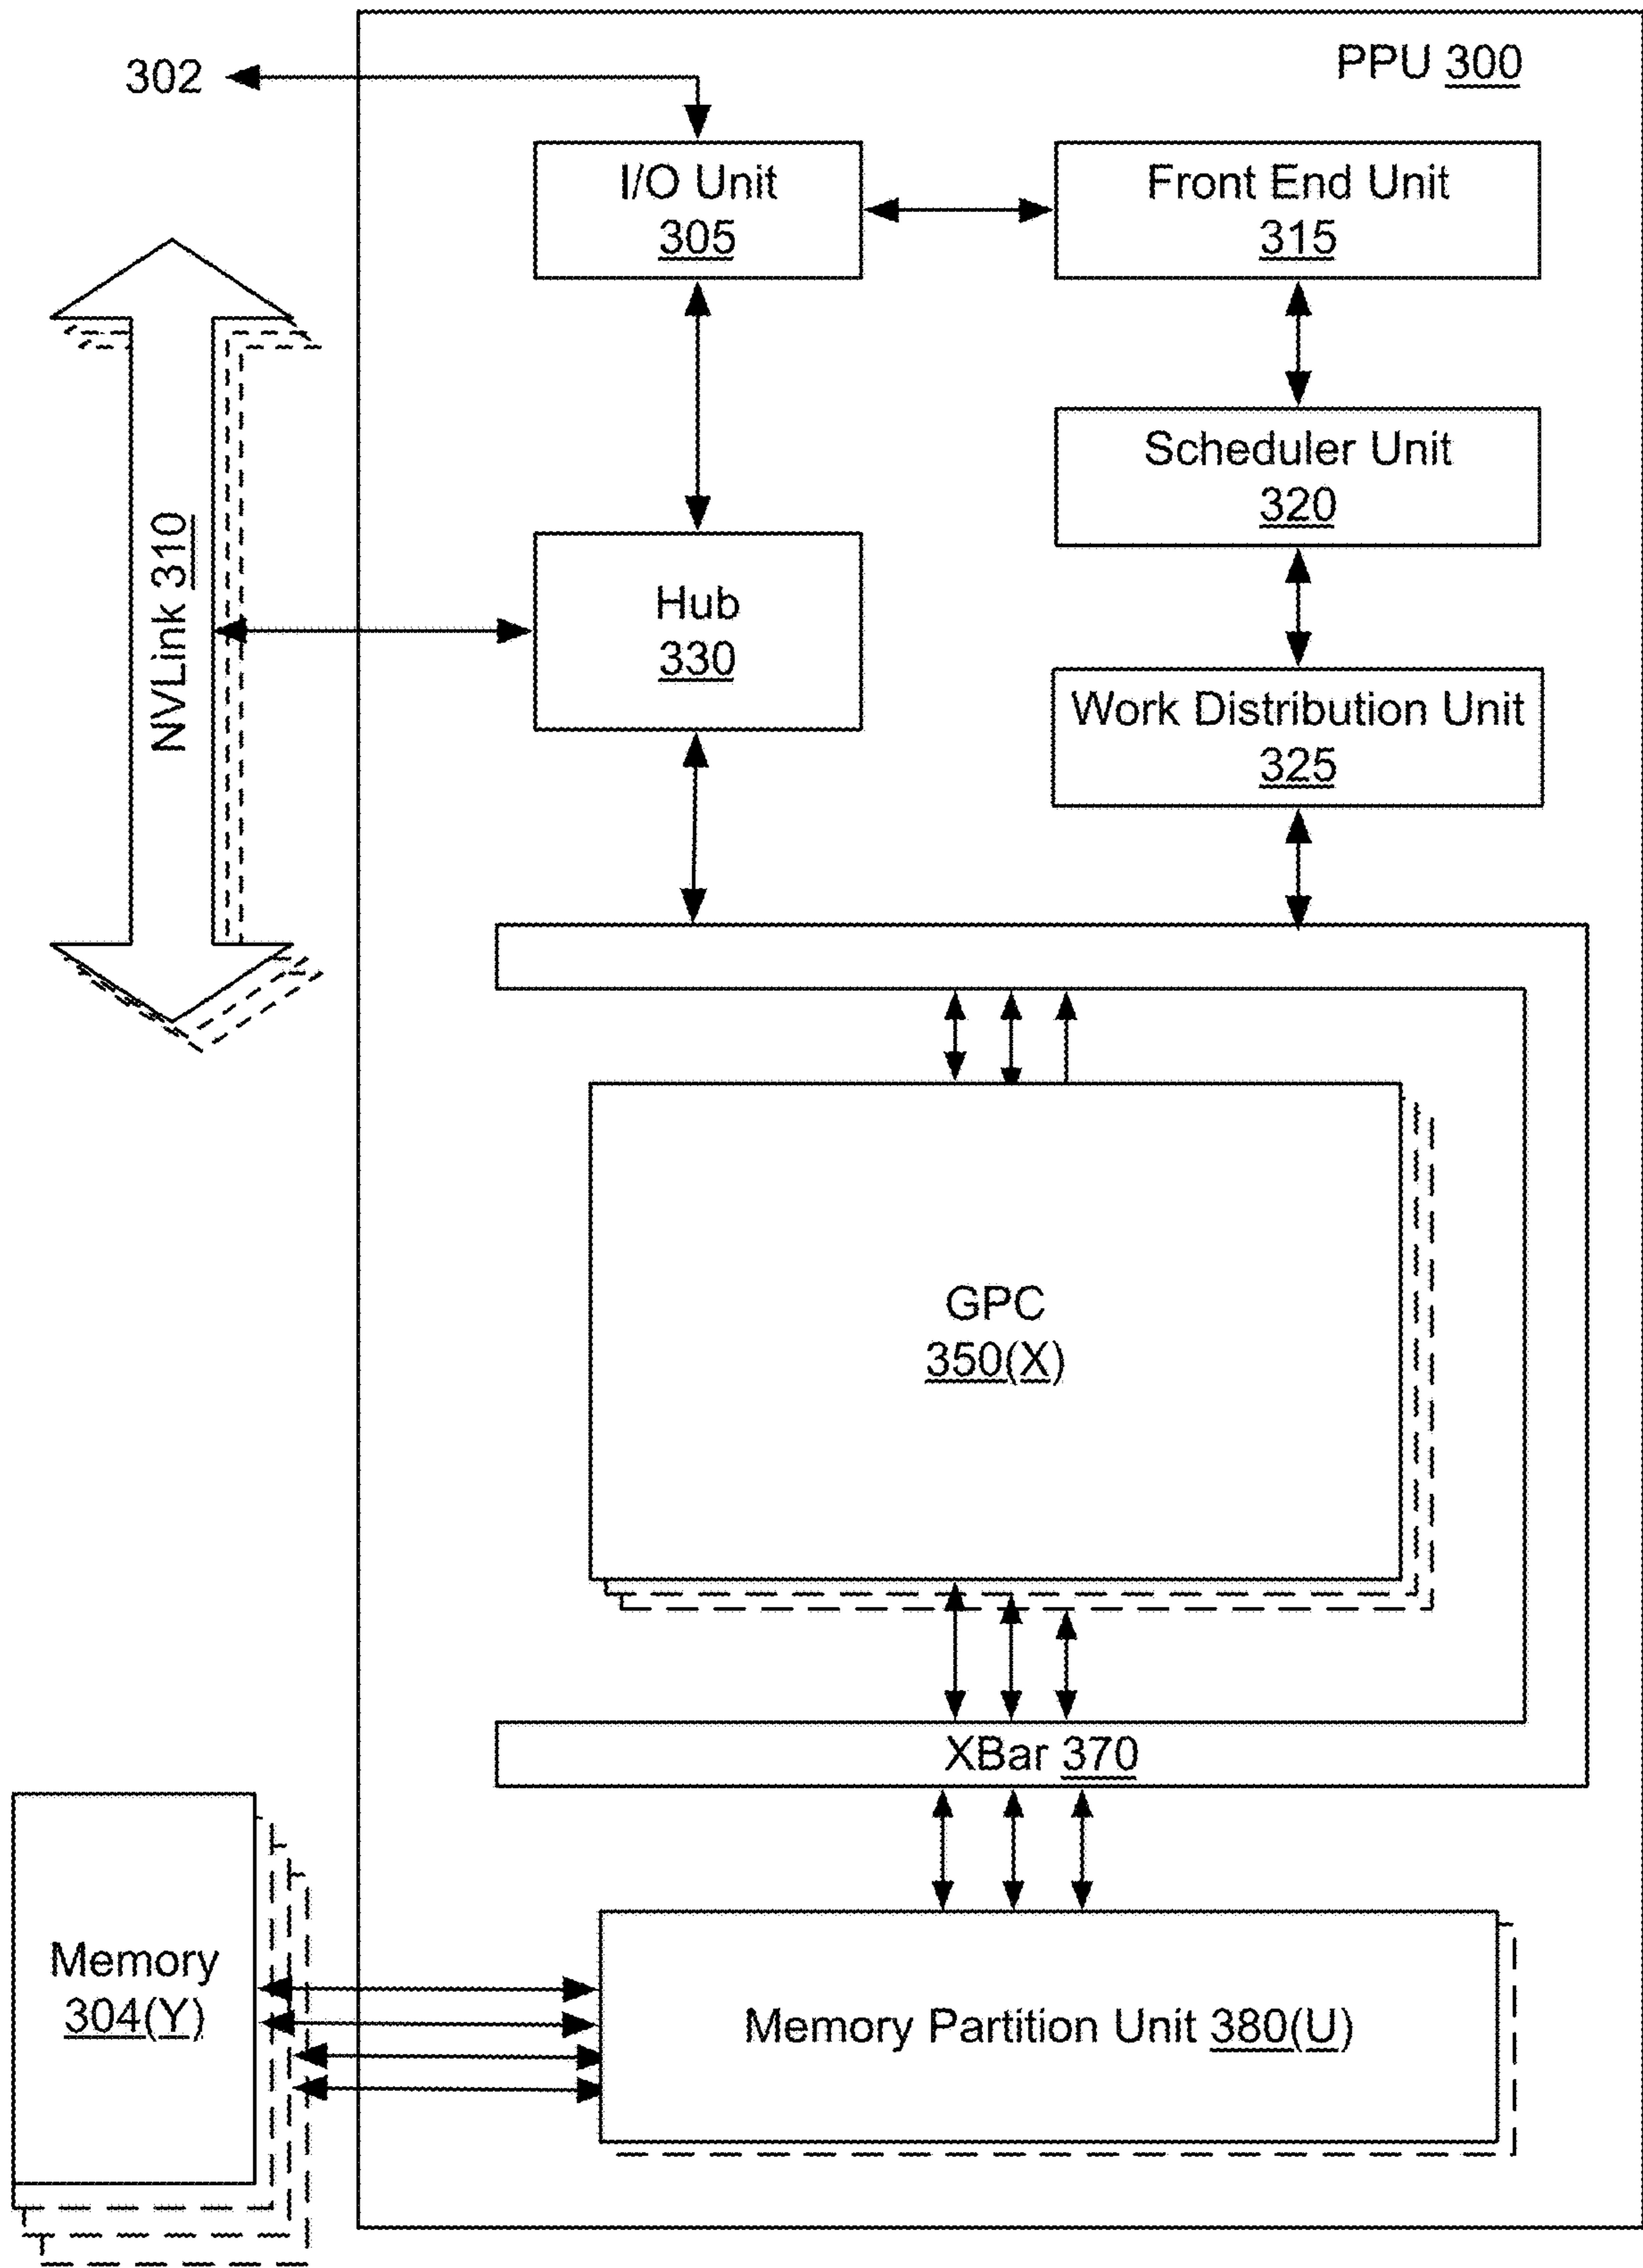 302
PPU 300
I/O Unit
305
Front End Unit
315
Scheduler Unit
320
NVLink 310
Hub
330
Work Distribution Unit
325
GPC
350(X)
XBar 370
Memory
304(Y)
Memory Partition Unit 380(U)